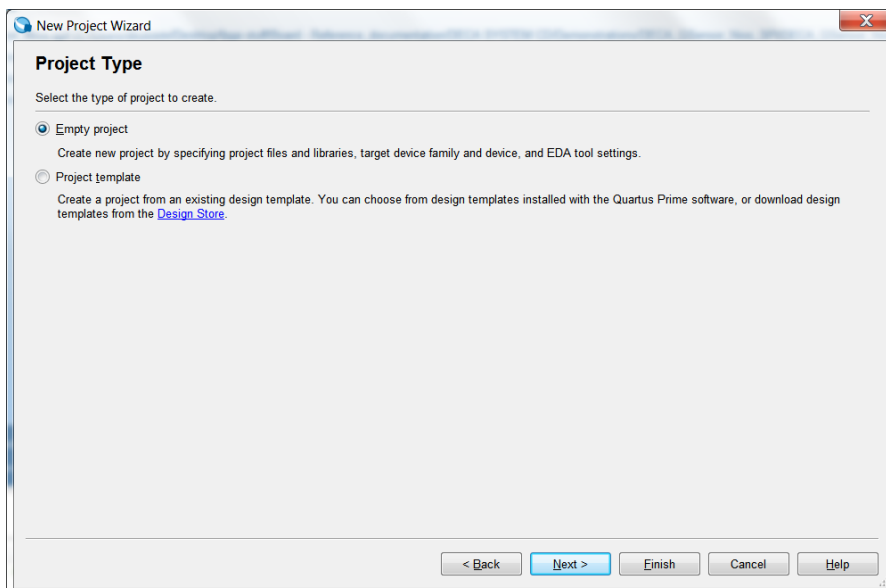 New Project Wizard
Project Type
Select the type of project to create.
Empty project
Create new project by specifying project files and libraries, target device family and device, and EDA tool settings.
Project template
Create a project from an existing design template. You can choose from design templates installed with the Quartus Prime software, or download design
templates from the Design Store.
< Back Next > Finish Cancel Help